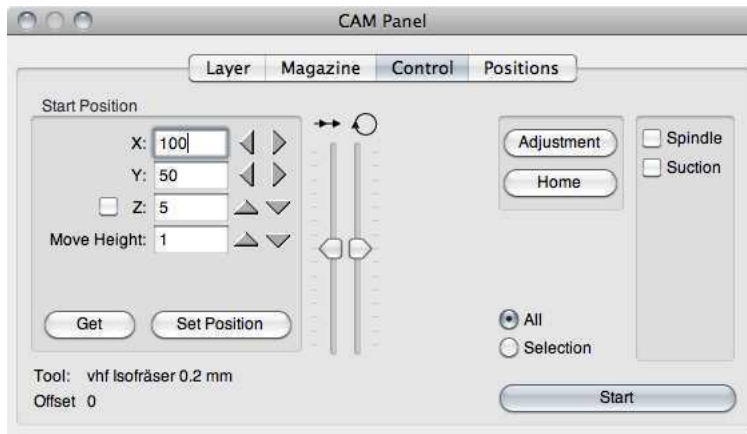 CAM Panel
Layer Magazine Control Positions
Start Position
X: 100
Y: 50
Z: 5
Move Height: 1
Get Set Position
Adjustment
Home
Spindle
Suction
All
Selection
Tool: vhf Isofräser 0.2 mm
Offset 0
Start